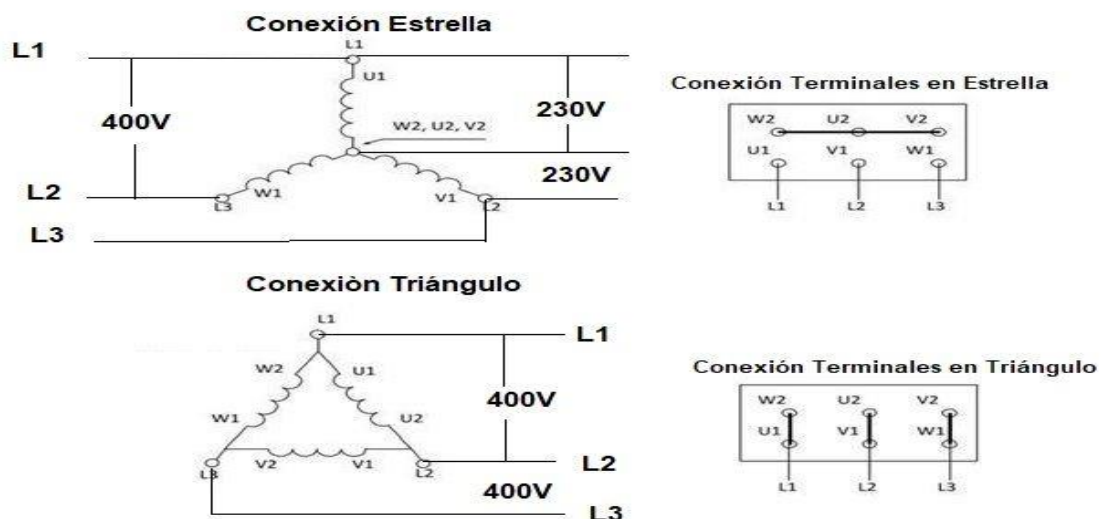 Conexión Estrella
L1
L1
U1
400V
230V
W2, U2, V2
230V
L2
W1
V1
L3
L2
L3
Conexión Terminales en Estrella
W2 U2 V2
U1 V1 W1
L1 L2 L3
Conexiòn Triángulo
L1
L1
W2 U1
400V
W1 U2
V2 V1
L3 L2
L2
400V
L3
Conexión Terminales en Triángulo
W2 U2 V2
U1 V1 W1
L1 L2 L3